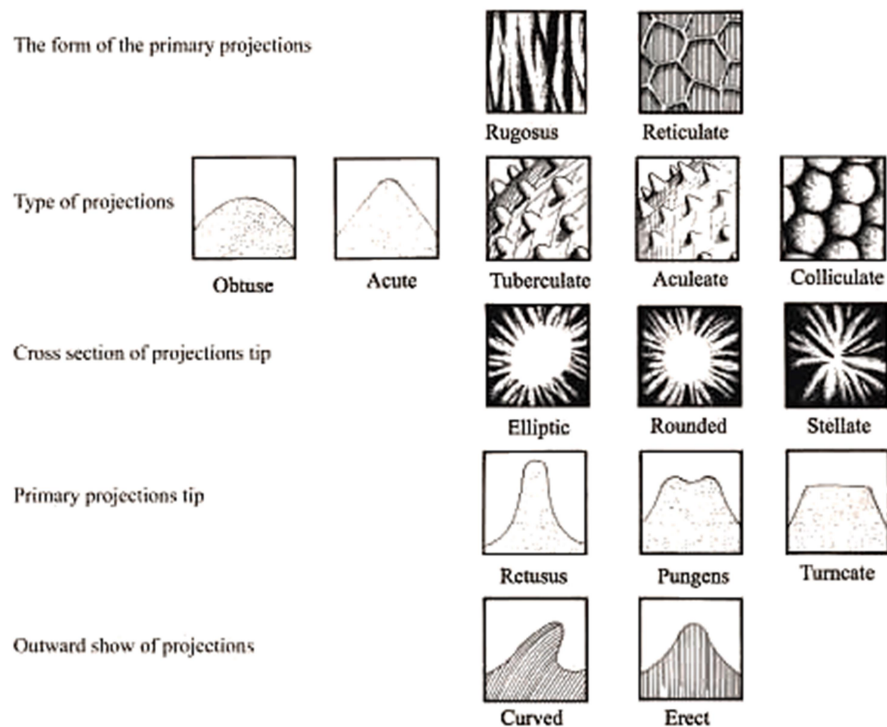 The form of the primary projections
Rugosus Reticulate
Type of projections
Obtuse Acute Tuberculate Aculeate Colliculate
Cross section of projections tip
Elliptic Rounded Stellate
Primary projections tip
Retusus Pungens Turncate
Outward show of projections
Curved Erect